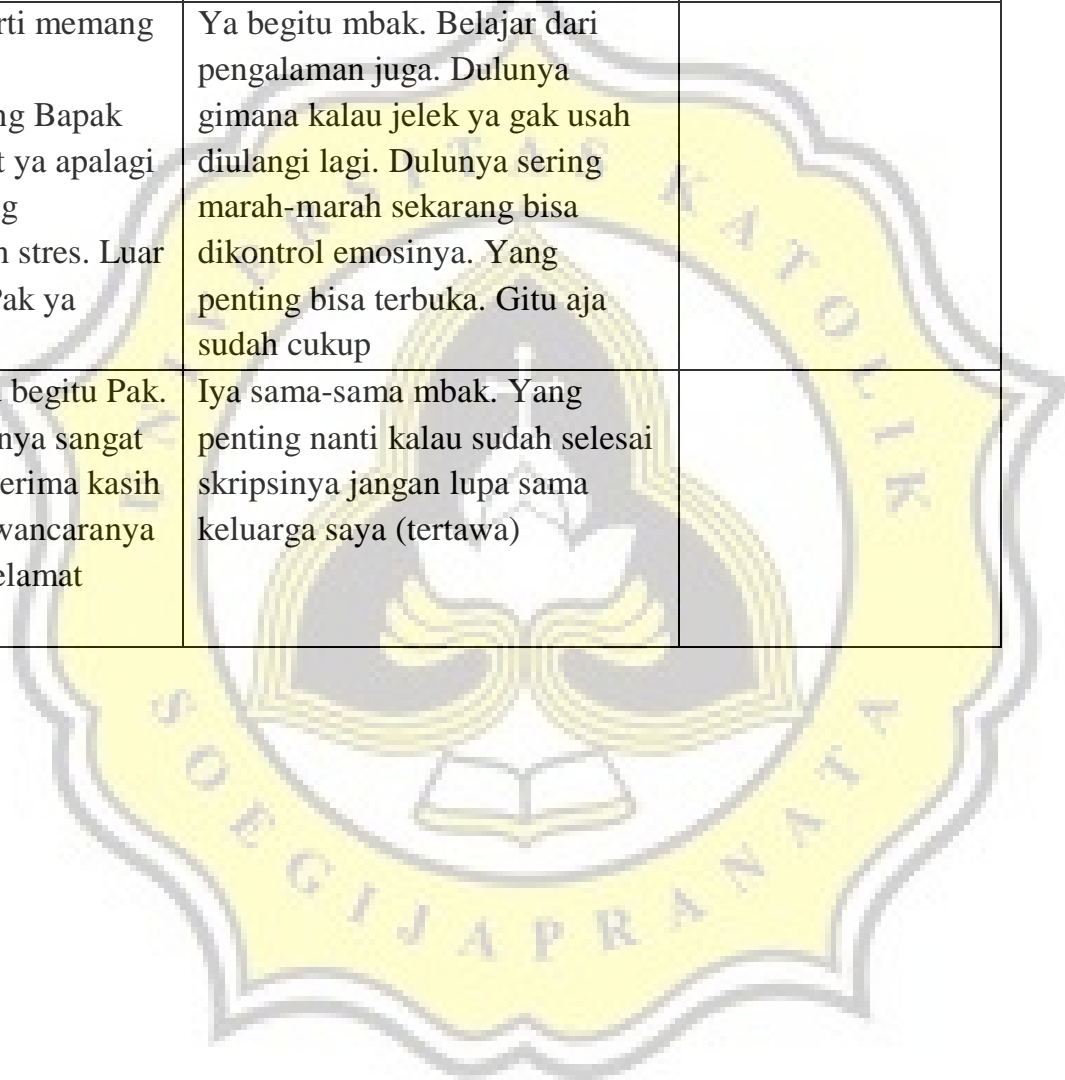 rti memang
ng Bapak
t ya apalagi
g
n stres. Luar
Pak ya
Ya begitu mbak. Belajar dari
pengalaman juga. Dulunya
gimana kalau jelek ya gak usah
diulangi lagi. Dulunya sering
marah-marah sekarang bisa
dikontrol emosinya. Yang
penting bisa terbuka. Gitu aja
sudah cukup
begitu Pak.
nya sangat
erima kasih
wancaranya
elamat
Iya sama-sama mbak. Yang
penting nanti kalau sudah selesai
skripsinya jangan lupa sama
keluarga saya (tertawa)
UNIVERSITAS KATOLIK
SOEGIJAPRANATA